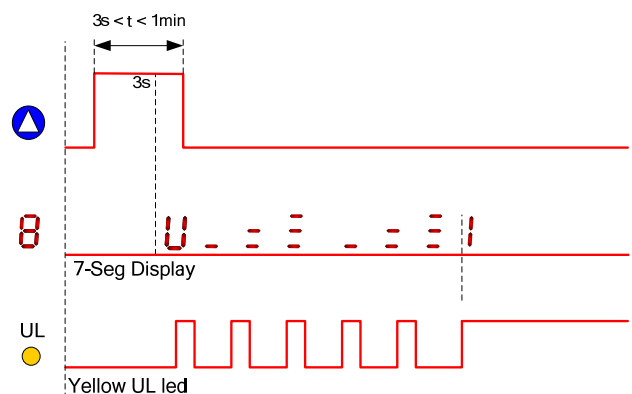 3s < t < 1min
3s
8 U 1
7-Seg Display
UL
Yellow UL led